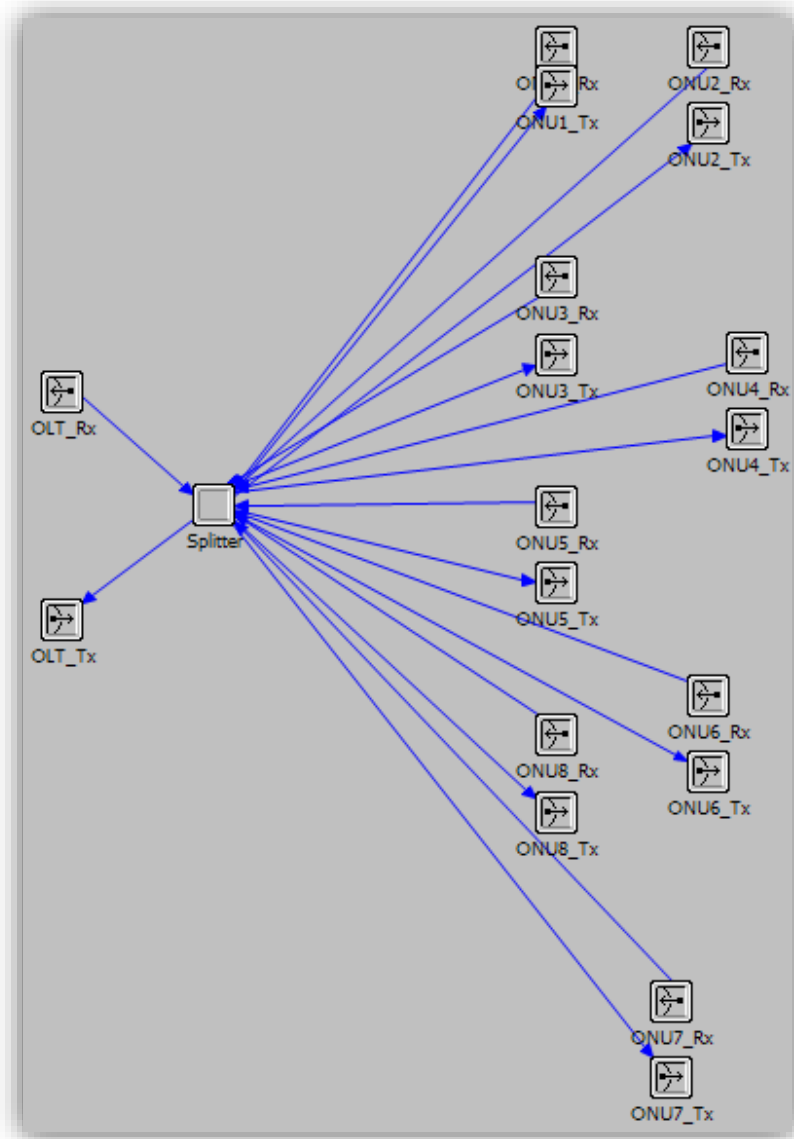 ONU2_Rx
ONU1_Tx
ONU2_Tx
ONU3_Rx
ONU3_Tx
ONU4_Rx
OLT_Rx
ONU4_Tx
Splitter
ONU5_Rx
ONU5_Tx
OLT_Tx
ONU6_Rx
ONU8_Rx
ONU6_Tx
ONU8_Tx
ONU7_Rx
ONU7_Tx